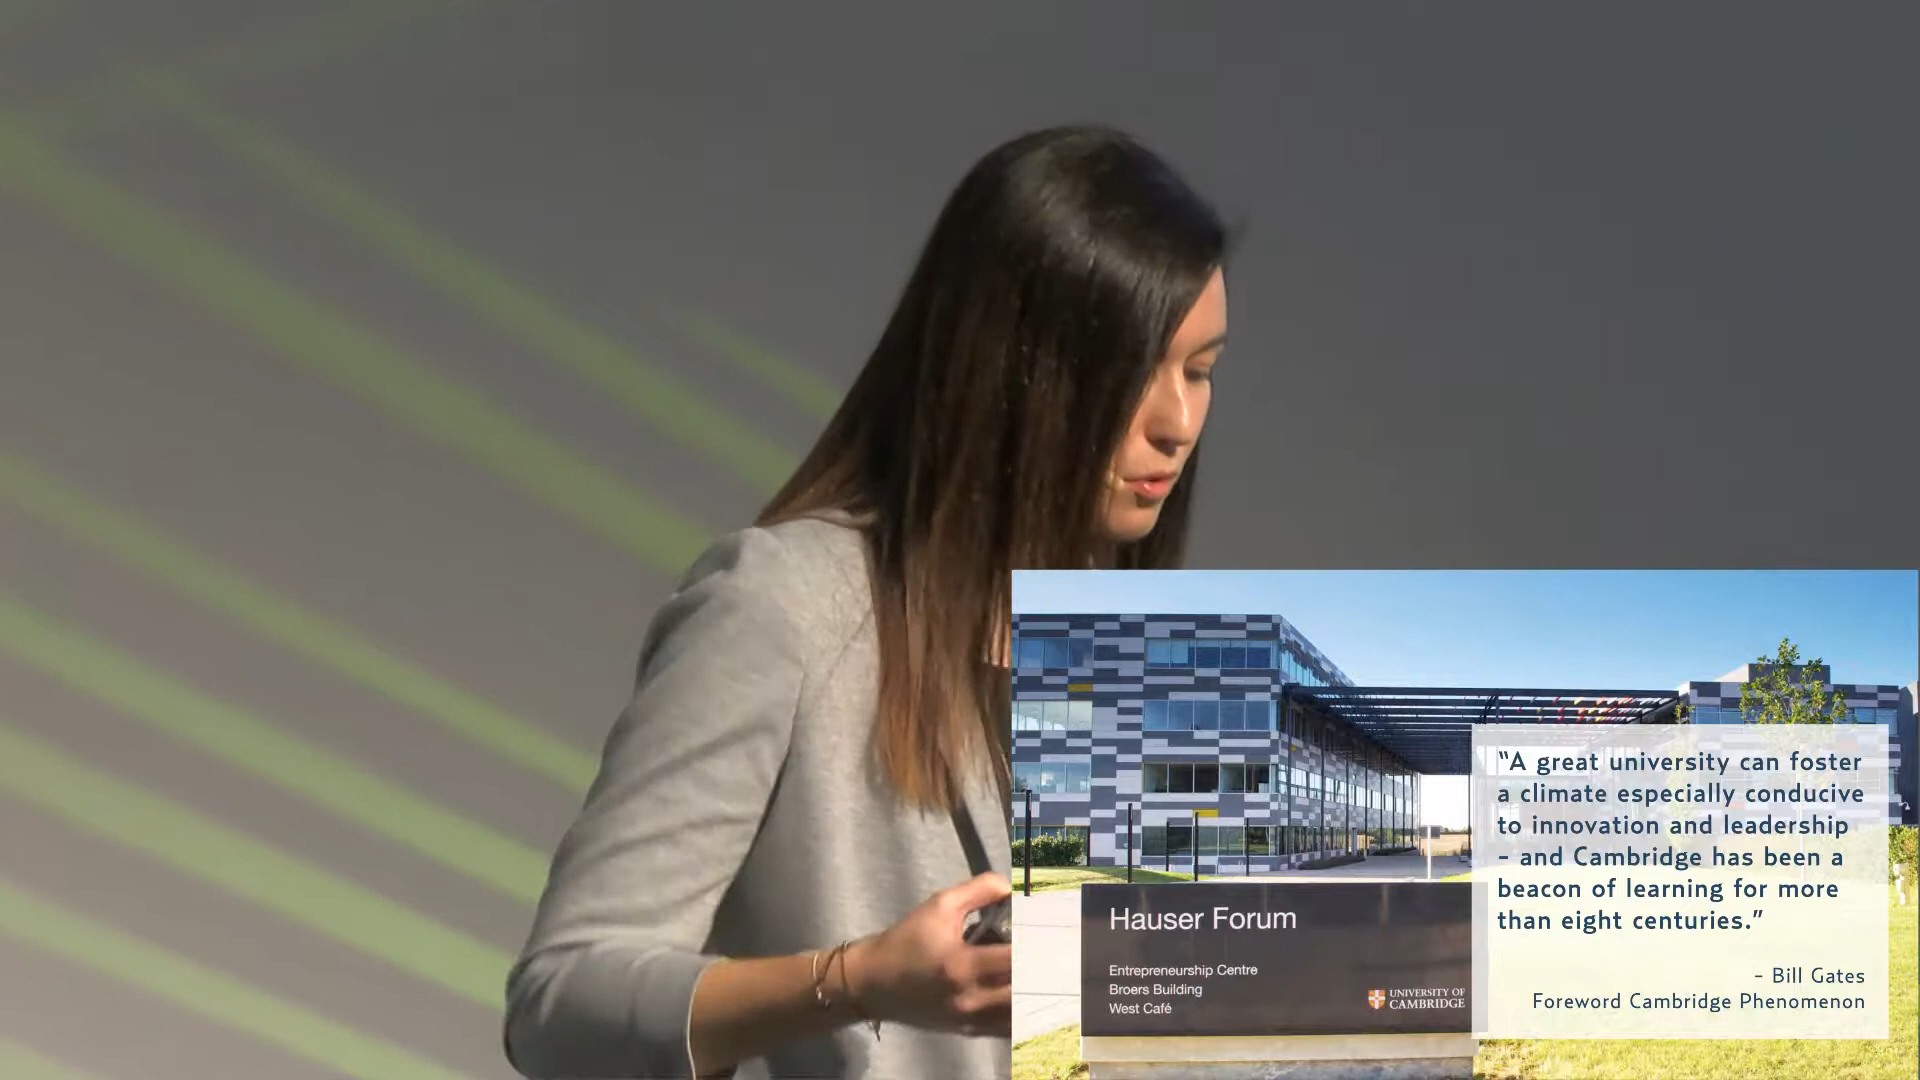 Hauser Forum
Entrepreneurship Centre
Broers Building
West Café
UNIVERSITY OF
CAMBRIDGE
“A great university can foster
a climate especially conducive
to innovation and leadership
– and Cambridge has been a
beacon of learning for more
than eight centuries.”
– Bill Gates
Foreword Cambridge Phenomenon